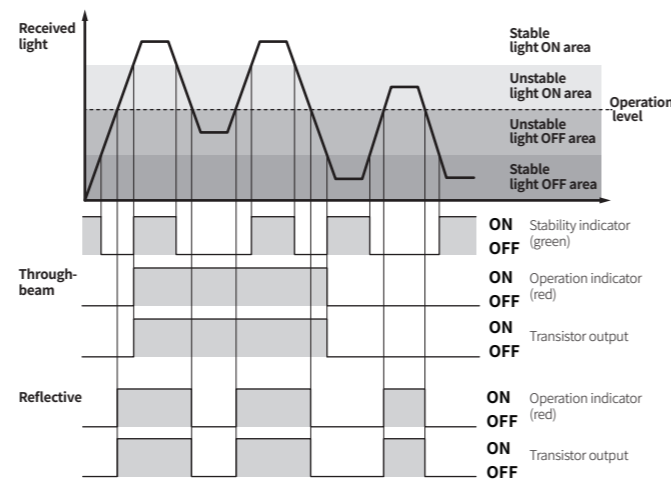 Received
light
Stable
light ON area
Unstable
light ON area
Operation
level
Unstable
light OFF area
Stable
light OFF area
ON
OFF
Stability indicator
(green)
Through-
beam
ON
OFF
Operation indicator
(red)
ON
OFF
Transistor output
Reflective
ON
OFF
Operation indicator
(red)
ON
OFF
Transistor output